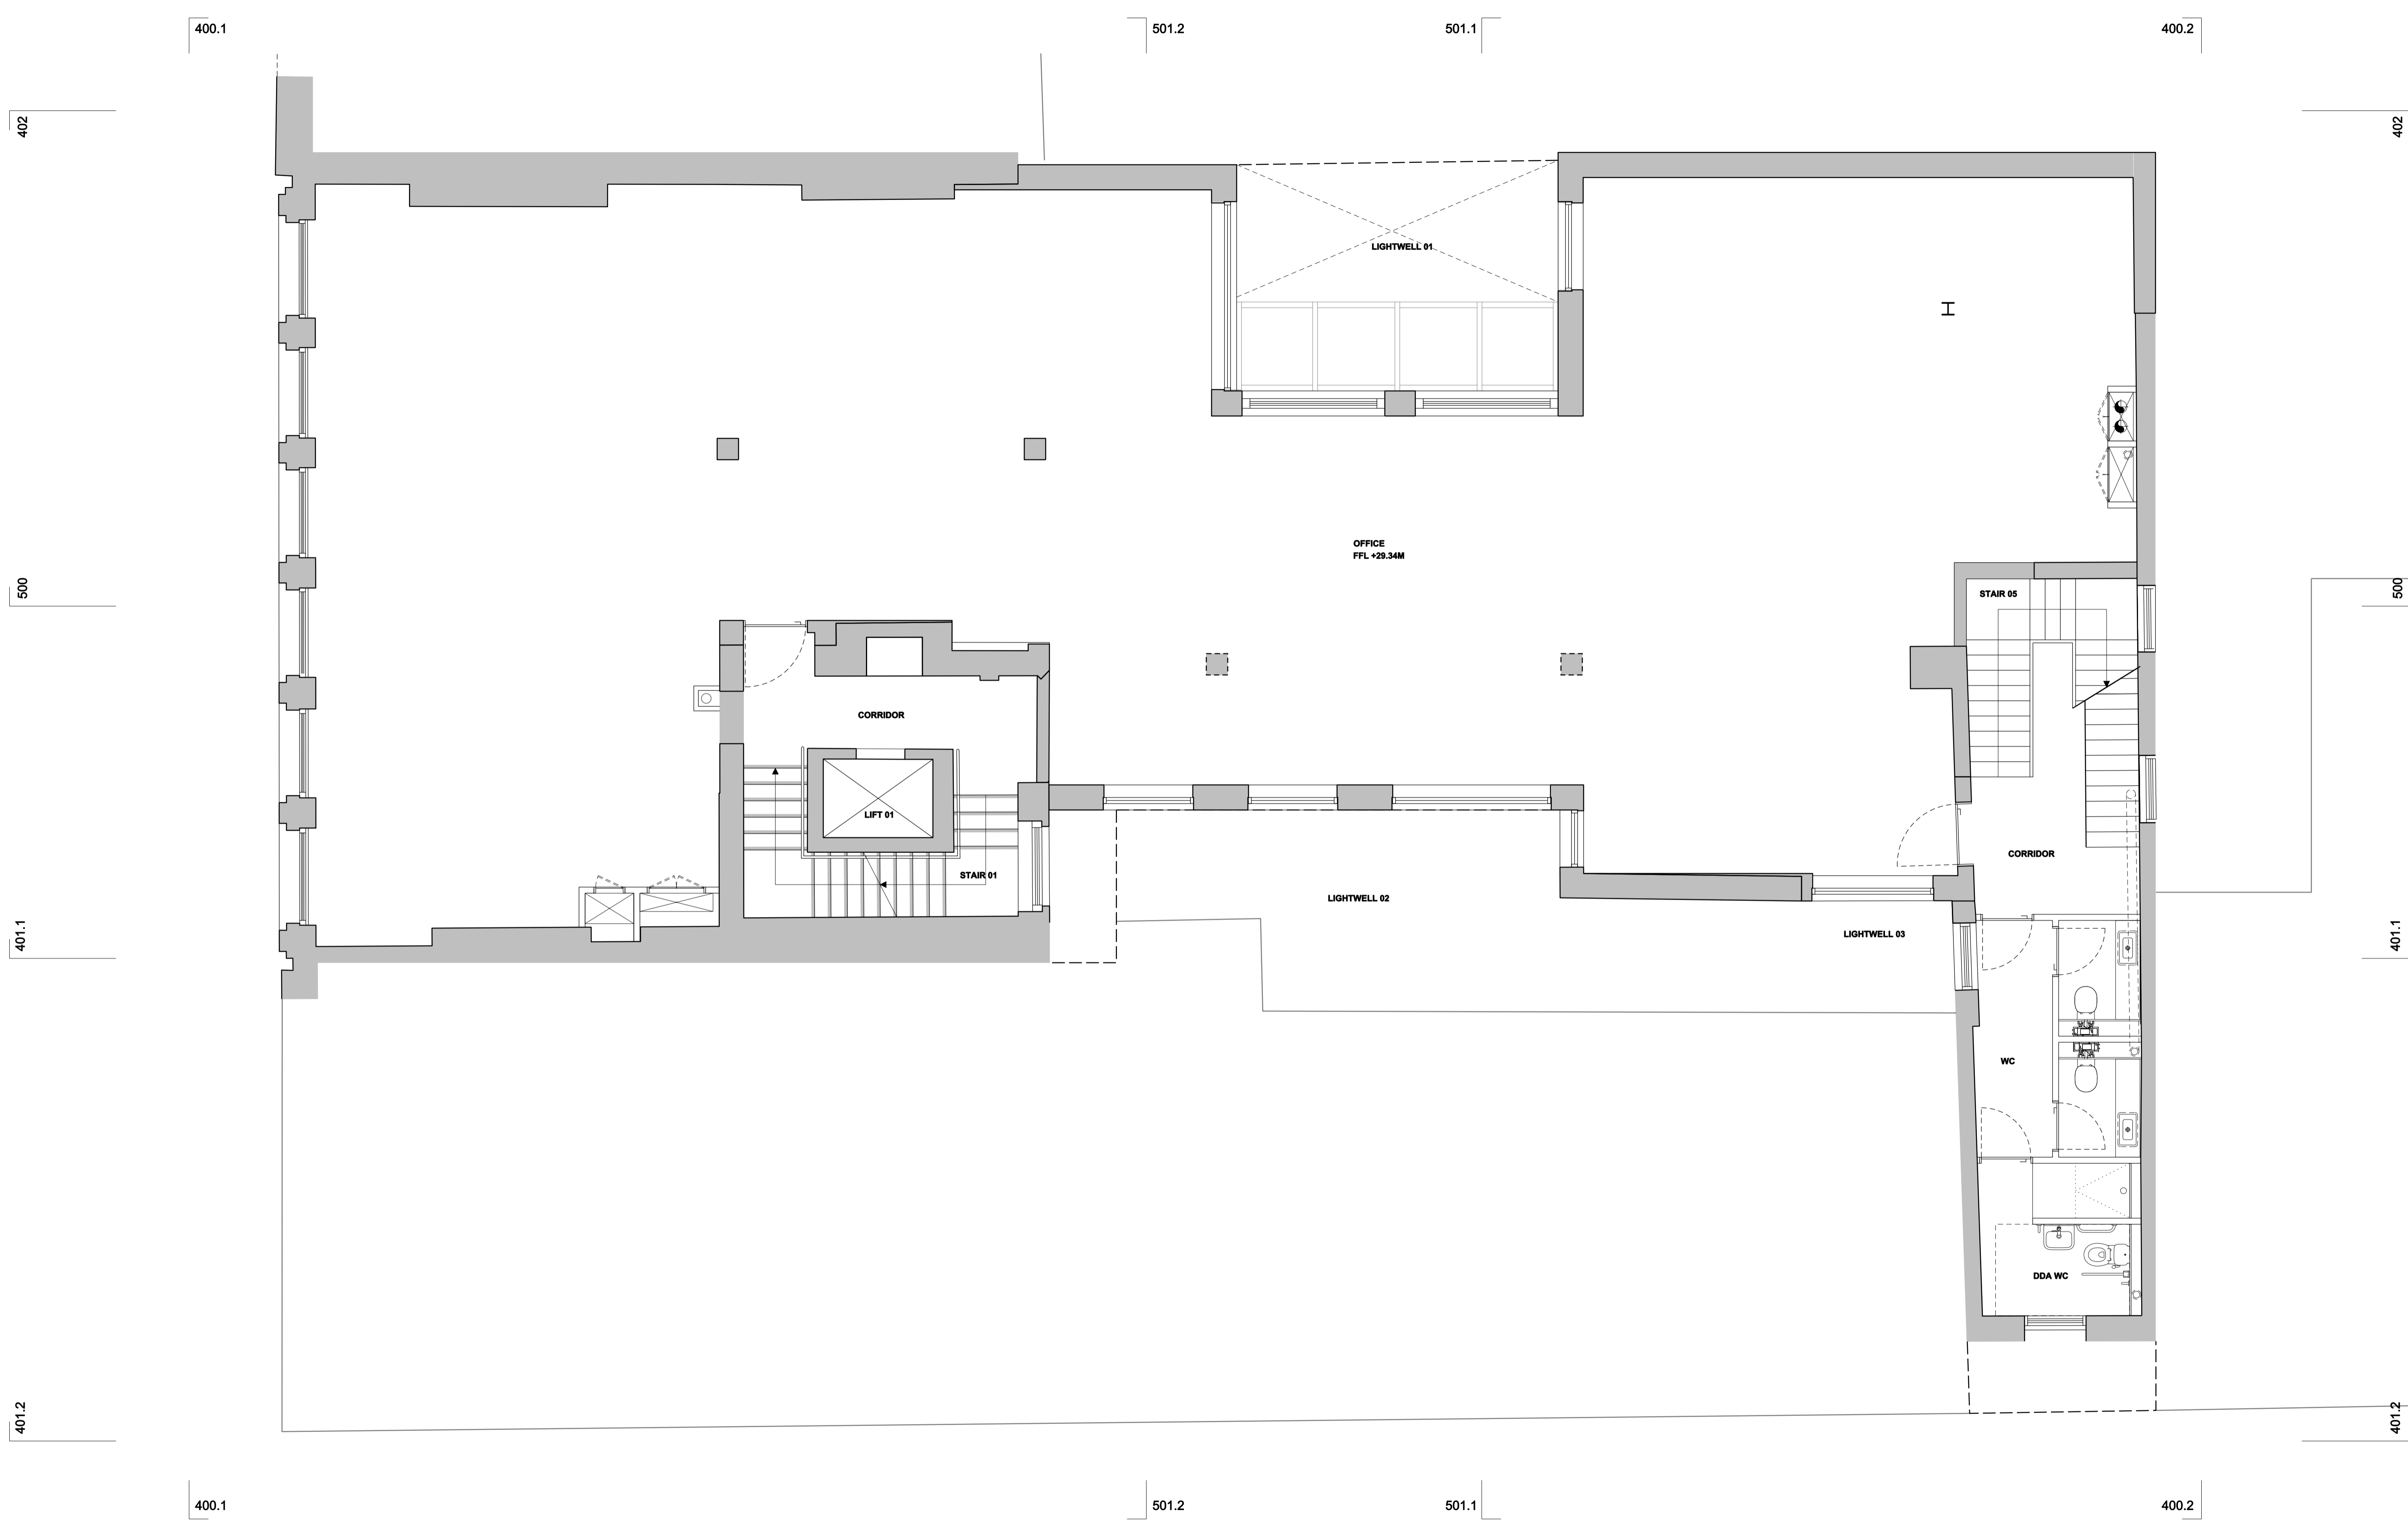 400.1
501.2
501.1
400.2
402
402
LIGHTWELL 01
OFFICE
FFL +29.34M
500
STAIR 05
500
CORRIDOR
LIFT 01
CORRIDOR
STAIR 01
LIGHTWELL 02
401.1
LIGHTWELL 03
401.1
WC
DDA WC
401.2
401.2
400.1
501.2
501.1
400.2